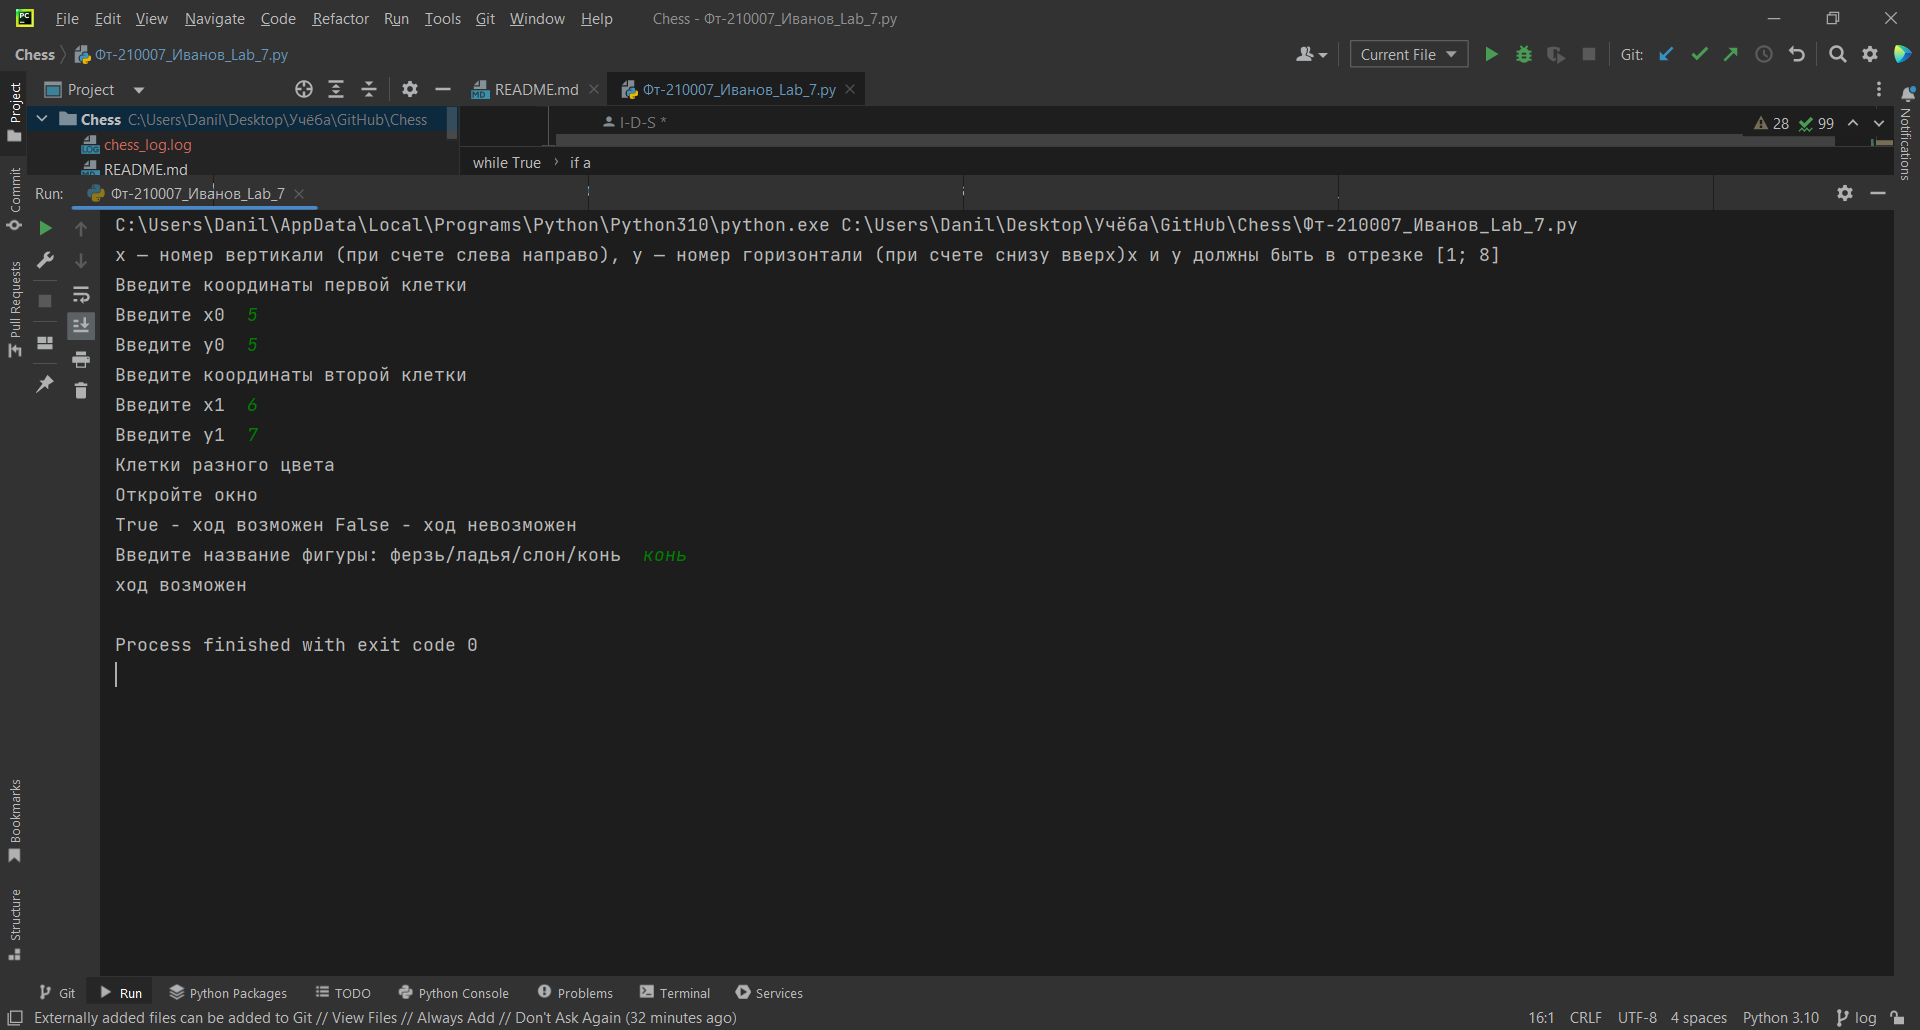 File Edit View Navigate Code Refactor Run Tools Git Window Help Chess - Фт-210007_Иванов_Lab_7.py
Chess Фт-210007_Иванов_Lab_7.py Current File Git:
Project README.md Фт-210007_Иванов_Lab_7.py
Chess C:\Users\Danil\Desktop\Учёба\GitHub\Chess I-D-S * 28 99
chess_log.log
README.md while True if a
Run: Фт-210007_Иванов_Lab_7
C:\Users\Danil\AppData\Local\Programs\Python\Python310\python.exe C:\Users\Danil\Desktop\Учёба\GitHub\Chess\Фт-210007_Иванов_Lab_7.py
x – номер вертикали (при счете слева направо), y – номер горизонтали (при счете снизу вверх)x и y должны быть в отрезке [1; 8]
Введите координаты первой клетки
Введите x0 5
Введите y0 5
Введите координаты второй клетки
Введите x1 6
Введите y1 7
Клетки разного цвета
Откройте окно
True - ход возможен False - ход невозможен
Введите название фигуры: ферзь/ладья/слон/конь конь
ход возможен
Process finished with exit code 0
Project
Commit
Pull Requests
Bookmarks
Structure
Notifications
Git Run Python Packages TODO Python Console Problems Terminal Services
Externally added files can be added to Git // View Files // Always Add // Don't Ask Again (32 minutes ago) 16:1 CRLF UTF-8 4 spaces Python 3.10 log